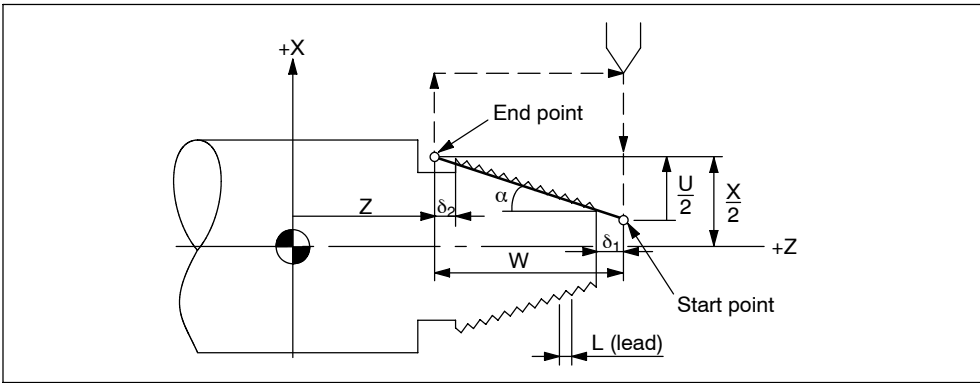 +X
End point
U
2
X
2
α
Z
δ2
δ1
+Z
W
Start point
L (lead)